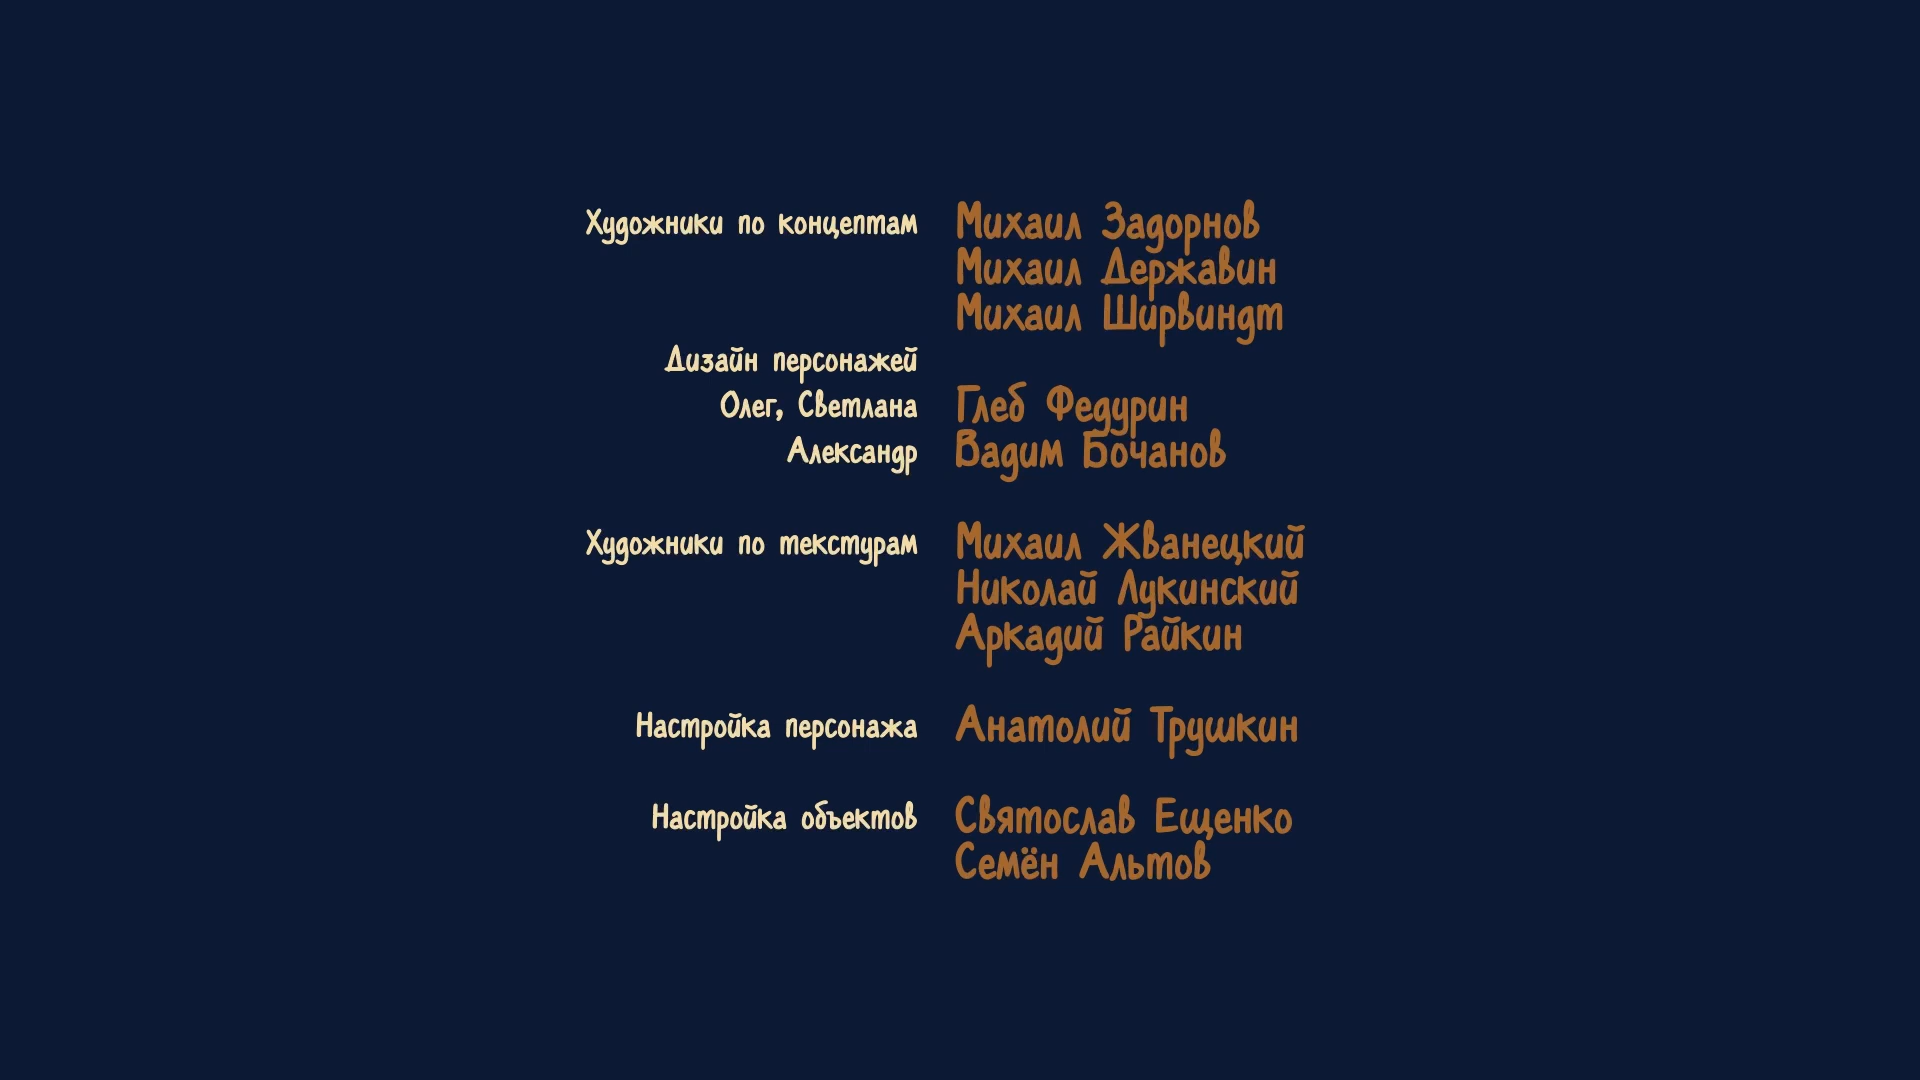 Художники по концептам Михаил Задорнов
Михаил Державин
Михаил Ширвиндт
Дизайн персонажей
Олег, Светлана Глеб Федурин
Александр Вадим Бочанов
Художники по текстурам Михаил Жванецкий
Николай Лукинский
Аркадий Райкин
Настройка персонажа Анатолий Трушкин
Настройка объектов Святослав Ещенко
Семён Альтов